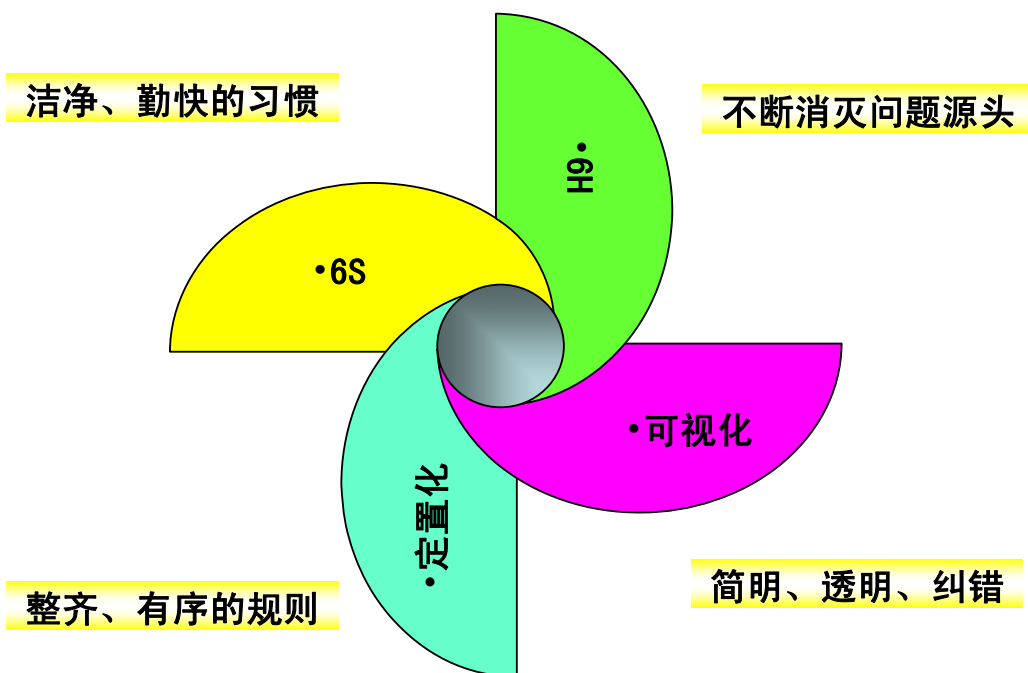 洁净、勤快的习惯
不断消灭问题源头
•6H
•6S
•可视化
•定置化
简明、透明、纠错
整齐、有序的规则